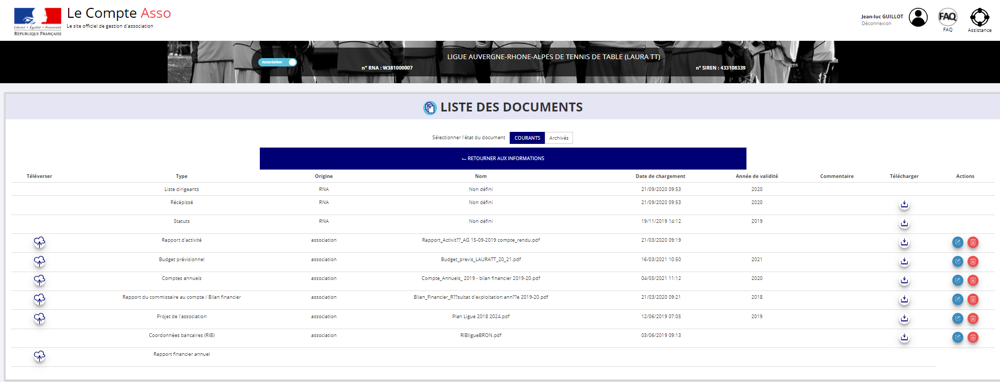 Le Compte Asso
Le site officiel de gestion d'association
Liberté • Égalité • Fraternité
RÉPUBLIQUE FRANÇAISE
Jean-luc GUILLOT
Déconnexion
FAQ
FAQ
Assistance
Association
LIGUE AUVERGNE-RHONE-ALPES DE TENNIS DE TABLE (LAURA TT)
n° RNA : W381000007 n° SIREN : 433108339
LISTE DES DOCUMENTS
Sélectionner l'état du document COURANTS Archivés
← RETOURNER AUX INFORMATIONS
Téléverser Type Origine Nom Date de chargement Année de validité Commentaire Télécharger Actions
Liste dirigeants RNA Non défini 21/09/2020 09:53 2020
Récépissé RNA Non défini 21/09/2020 09:53 2020
Statuts RNA Non défini 19/11/2019 14:12 2019
Rapport d'activité association Rapport_Activit??_AG 15-09-2019 compte_rendu.pdf 21/03/2020 09:19
Budget prévisionnel association Budget_previs_LAURATT_20_21.pdf 16/03/2021 10:50 2021
Comptes annuels association Compte_Annuels_ 2019 - bilan financier 2019-20.pdf 04/05/2021 11:12 2020
Rapport du commissaire au compte / Bilan financier association Bilan_Financier_R??sultat d'exploitation ann??e 2019-20.pdf 21/03/2020 09:21 2018
Projet de l'association association Plan Ligue 2018 2024.pdf 12/06/2019 07:05 2019
Coordonnées bancaires (RIB) association RIBligueBRON.pdf 03/06/2019 09:13
Rapport financier annuel